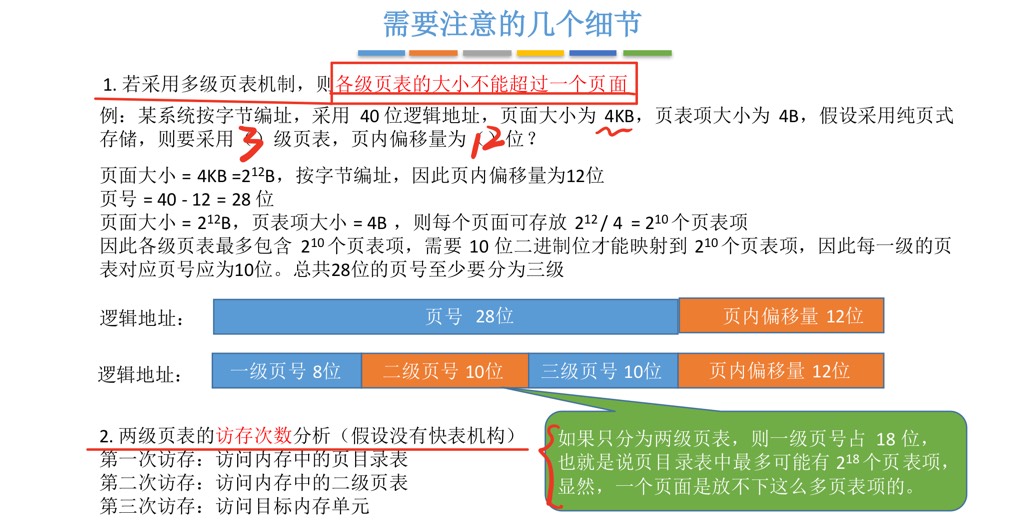 需要注意的几个细节
1. 若采用多级页表机制，则各级页表的大小不能超过一个页面
例：某系统按字节编址，采用 40 位逻辑地址，页面大小为 4KB，页表项大小为 4B，假设采用纯页式
存储，则要采用（3）级页表，页内偏移量为（12）位？
页面大小 = 4KB =2¹²B，按字节编址，因此页内偏移量为12位
页号 = 40 - 12 = 28 位
页面大小 = 2¹²B，页表项大小 = 4B ，则每个页面可存放 2¹² / 4 = 2¹⁰ 个页表项
因此各级页表最多包含 2¹⁰ 个页表项，需要 10 位二进制位才能映射到 2¹⁰ 个页表项，因此每一级的页
表对应页号应为10位。总共28位的页号至少要分为三级
逻辑地址： 页号 28位 页内偏移量 12位
逻辑地址： 一级页号 8位 二级页号 10位 三级页号 10位 页内偏移量 12位
2. 两级页表的访存次数分析（假设没有快表机构）
第一次访存：访问内存中的页目录表
第二次访存：访问内存中的二级页表
第三次访存：访问目标内存单元
如果只分为两级页表，则一级页号占 18 位，
也就是说页目录表中最多可能有 2¹⁸ 个页表项，
显然，一个页面是放不下这么多页表项的。